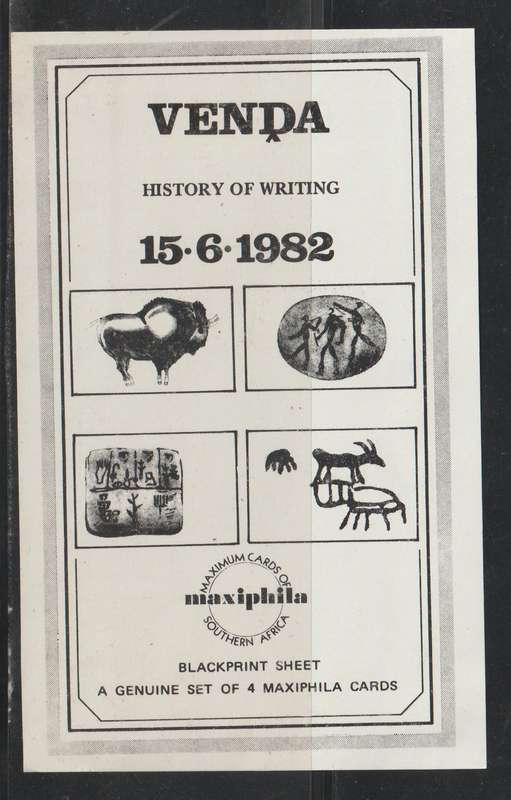 VENḒA
HISTORY OF WRITING
15·6·1982
MAXIMUM CARDS OF
maxiphila
SOUTHERN AFRICA
BLACKPRINT SHEET
A GENUINE SET OF 4 MAXIPHILA CARDS